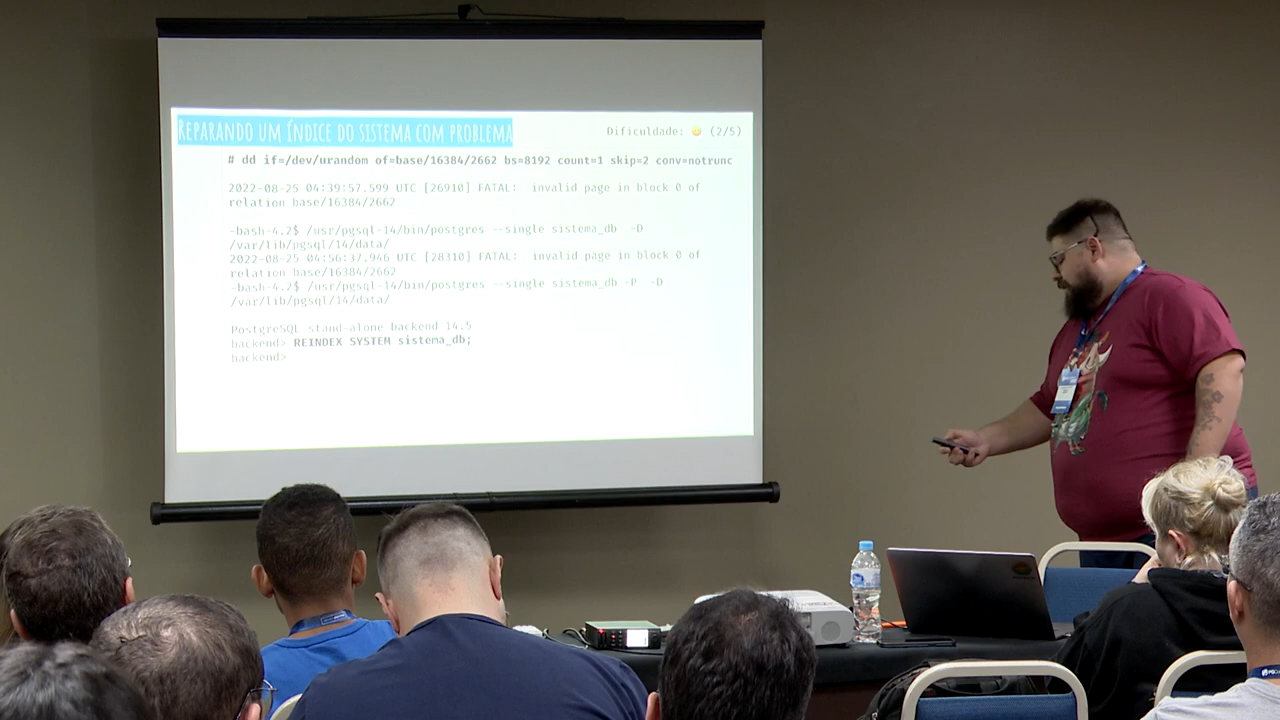 REPARANDO UM ÍNDICE DO SISTEMA COM PROBLEMA
Dificuldade: (2/5)
# dd if=/dev/urandom of=base/16384/2662 bs=8192 count=1 skip=2 conv=notrunc
2022-08-25 04:39:57.599 UTC [26910] FATAL: invalid page in block 0 of
relation base/16384/2662
-bash-4.2$ /usr/pgsql-14/bin/postgres --single sistema_db -D
/var/lib/pgsql/14/data/
2022-08-25 04:56:37.946 UTC [28310] FATAL: invalid page in block 0 of
relation base/16384/2662
-bash-4.2$ /usr/pgsql-14/bin/postgres --single sistema_db -P -D
/var/lib/pgsql/14/data/
PostgreSQL stand-alone backend 14.5
backend> REINDEX SYSTEM sistema_db;
backend>